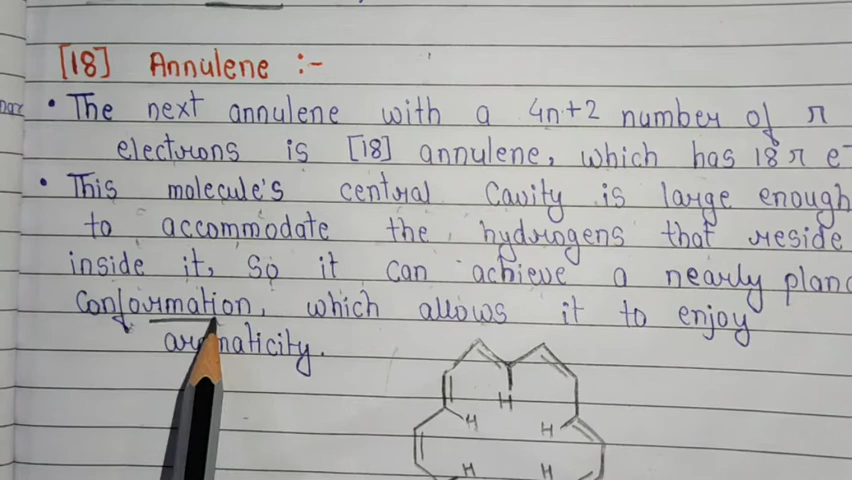 [18] Annulene :-
• The next annulene with a 4n+2 number of π
electrons is [18] annulene, which has 18 π e-
• This molecule's central cavity is large enough
to accommodate the hydrogens that reside
inside it, so it can achieve a nearly plana
conformation, which allows it to enjoy
aromaticity.
H
H
H
H
H